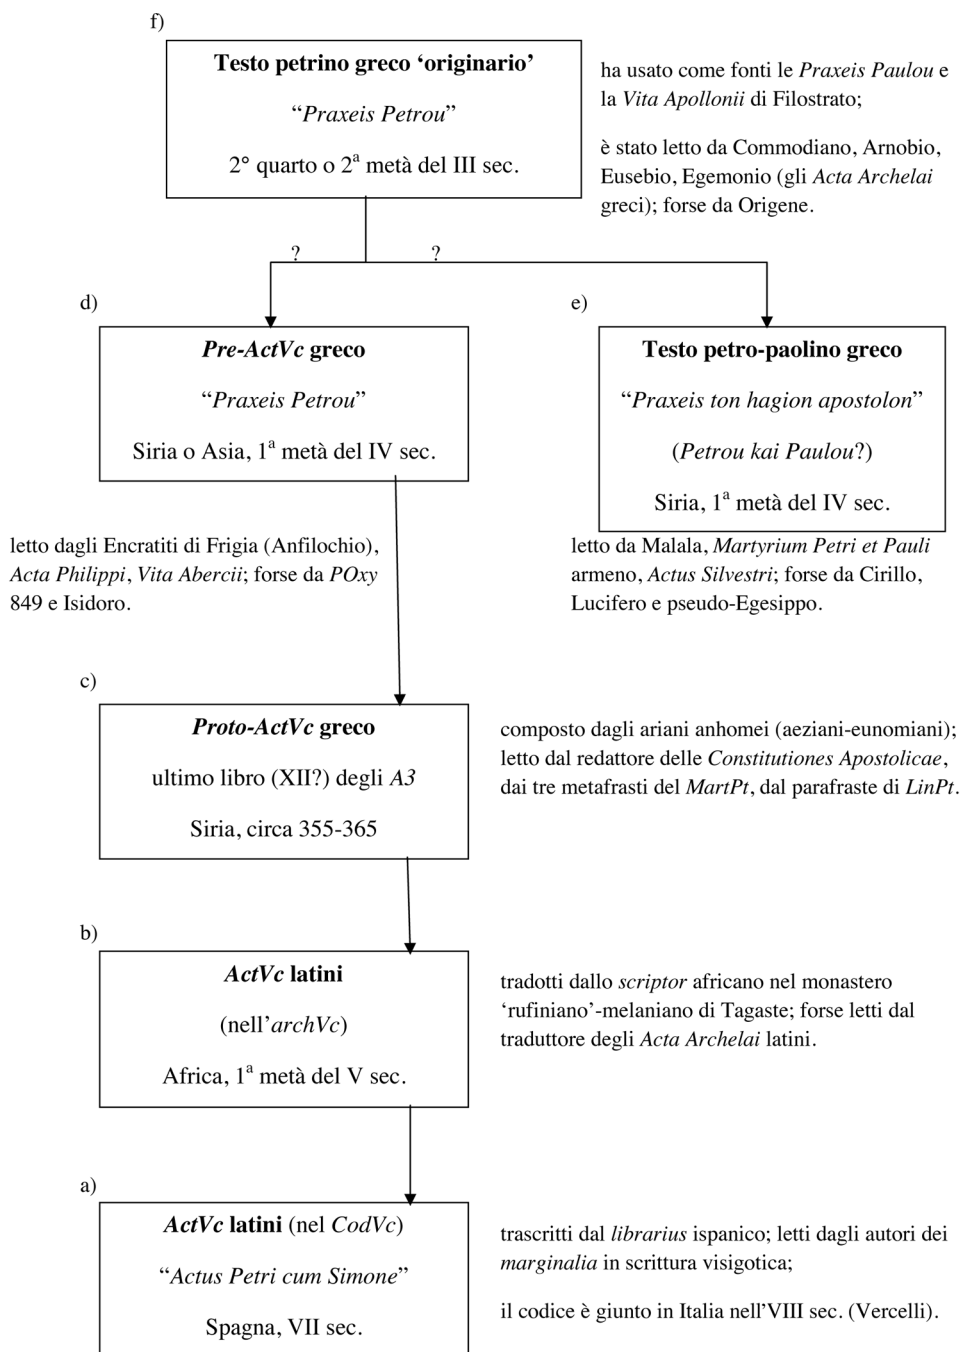 f)
Testo petrino greco ‘originario’
“Praxeis Petrou”
2° quarto o 2ª metà del III sec.
ha usato come fonti le Praxeis Paulou e
la Vita Apollonii di Filostrato;
è stato letto da Commodiano, Arnobio,
Eusebio, Egemonio (gli Acta Archelai
greci); forse da Origene.
? ?
d)
Pre-ActVc greco
“Praxeis Petrou”
Siria o Asia, 1ª metà del IV sec.
e)
Testo petro-paolino greco
“Praxeis ton hagion apostolon”
(Petrou kai Paulou?)
Siria, 1ª metà del IV sec.
letto dagli Encratiti di Frigia (Anfilochio),
Acta Philippi, Vita Abercii; forse da POxy
849 e Isidoro.
letto da Malala, Martyrium Petri et Pauli
armeno, Actus Silvestri; forse da Cirillo,
Lucifero e pseudo-Egesippo.
c)
Proto-ActVc greco
ultimo libro (XII?) degli A3
Siria, circa 355-365
composto dagli ariani anhomei (aeziani-eunomiani);
letto dal redattore delle Constitutiones Apostolicae,
dai tre metafrasti del MartPt, dal parafraste di LinPt.
b)
ActVc latini
(nell’archVc)
Africa, 1ª metà del V sec.
tradotti dallo scriptor africano nel monastero
‘rufiniano’-melaniano di Tagaste; forse letti dal
traduttore degli Acta Archelai latini.
a)
ActVc latini (nel CodVc)
“Actus Petri cum Simone”
Spagna, VII sec.
trascritti dal librarius ispanico; letti dagli autori dei
marginalia in scrittura visigotica;
il codice è giunto in Italia nell’VIII sec. (Vercelli).